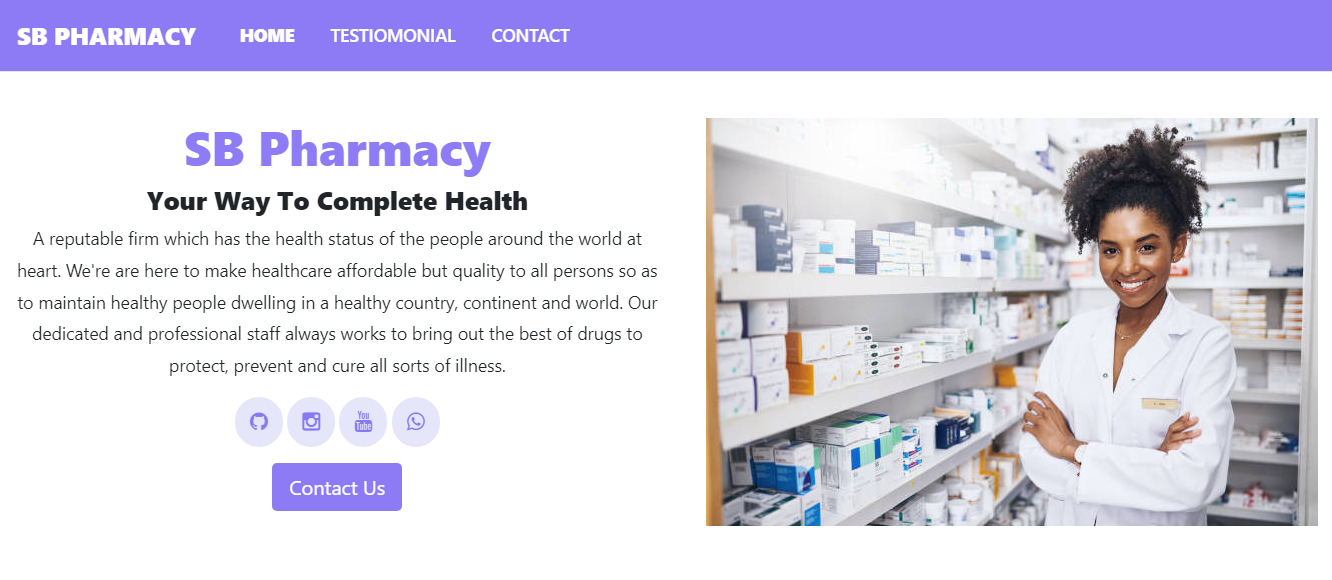 SB PHARMACY HOME TESTIOMONIAL CONTACT
SB Pharmacy
Your Way To Complete Health
A reputable firm which has the health status of the people around the world at
heart. We're are here to make healthcare affordable but quality to all persons so as
to maintain healthy people dwelling in a healthy country, continent and world. Our
dedicated and professional staff always works to bring out the best of drugs to
protect, prevent and cure all sorts of illness.
You
Tube
Contact Us